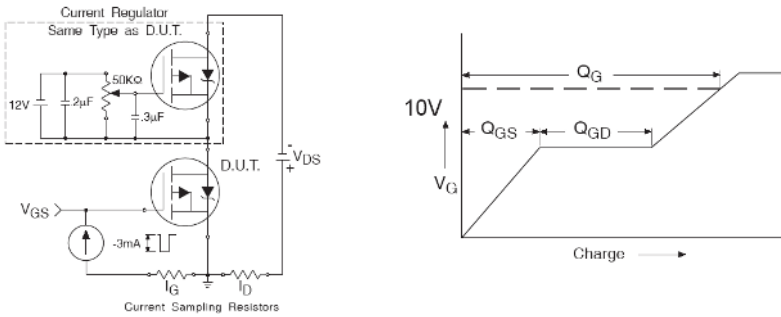 Current Regulator
Same Type as D.U.T.
50KΩ
12V
.2μF
.3μF
D.U.T.
-
VDS
+
VGS
-3mA
IG
ID
Current Sampling Resistors
QG
10V
QGS
QGD
VG
Charge